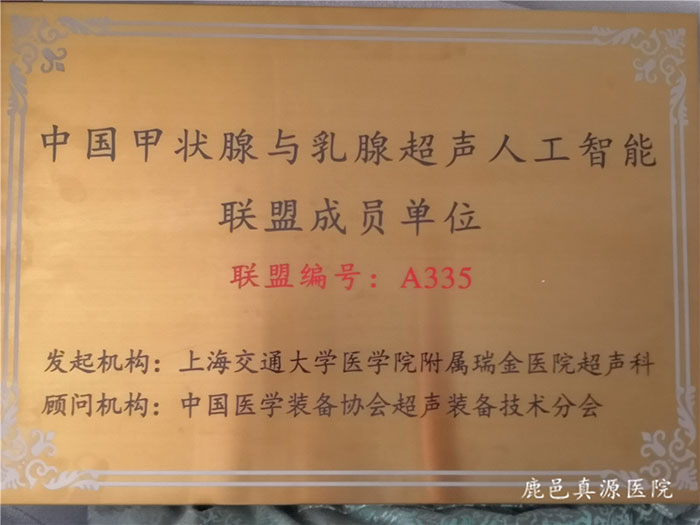 中国甲状腺与乳腺超声人工智能
联盟成员单位
联盟编号：A335
发起机构：上海交通大学医学院附属瑞金医院超声科
顾问机构：中国医学装备协会超声装备技术分会
鹿邑真源医院